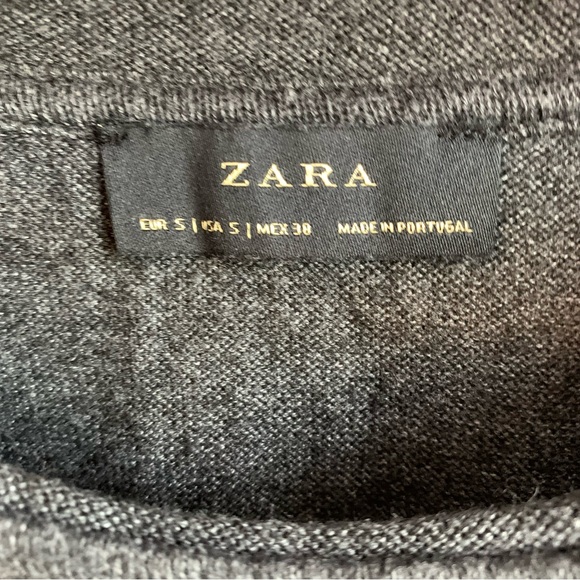 ZARA
EUR S | USA S | MEX 38 MADE IN PORTUGAL